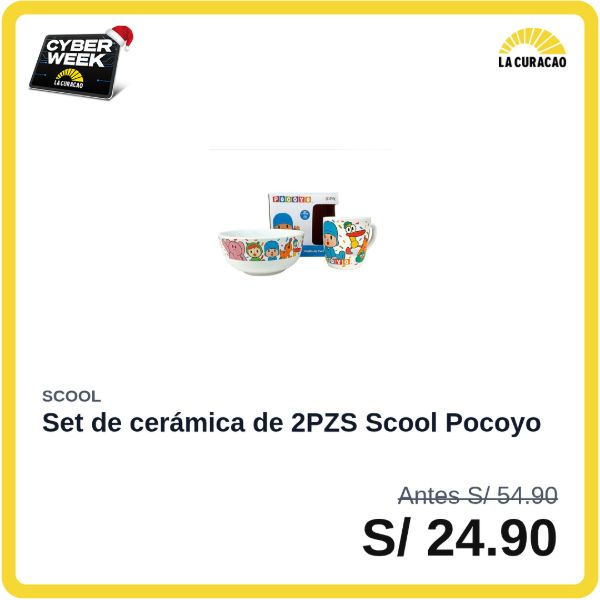 CYBER
WEEK
LA CURACAO
LA CURACAO
POCOYO
SCOOL
Set de cerámica de 2PZS Scool Pocoyo
Antes S/ 54.90
S/ 24.90